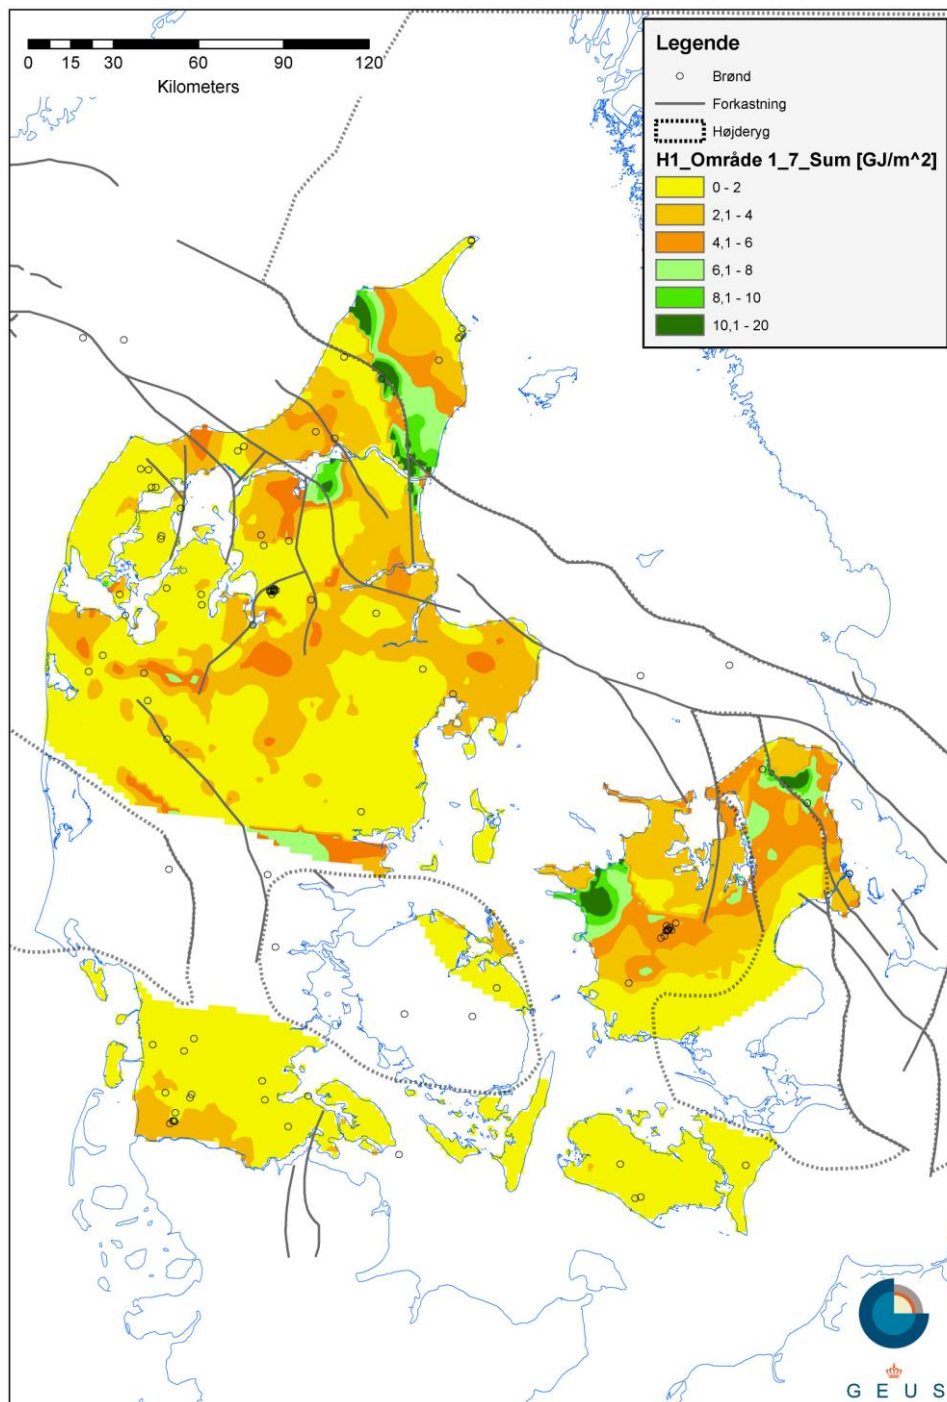 0 15 30 60 90 120
Kilometers
Legende
Brønd
Forkastning
Højderyg
H1_Område 1_7_Sum [GJ/m^2]
0 - 2
2,1 - 4
4,1 - 6
6,1 - 8
8,1 - 10
10,1 - 20
G E U S